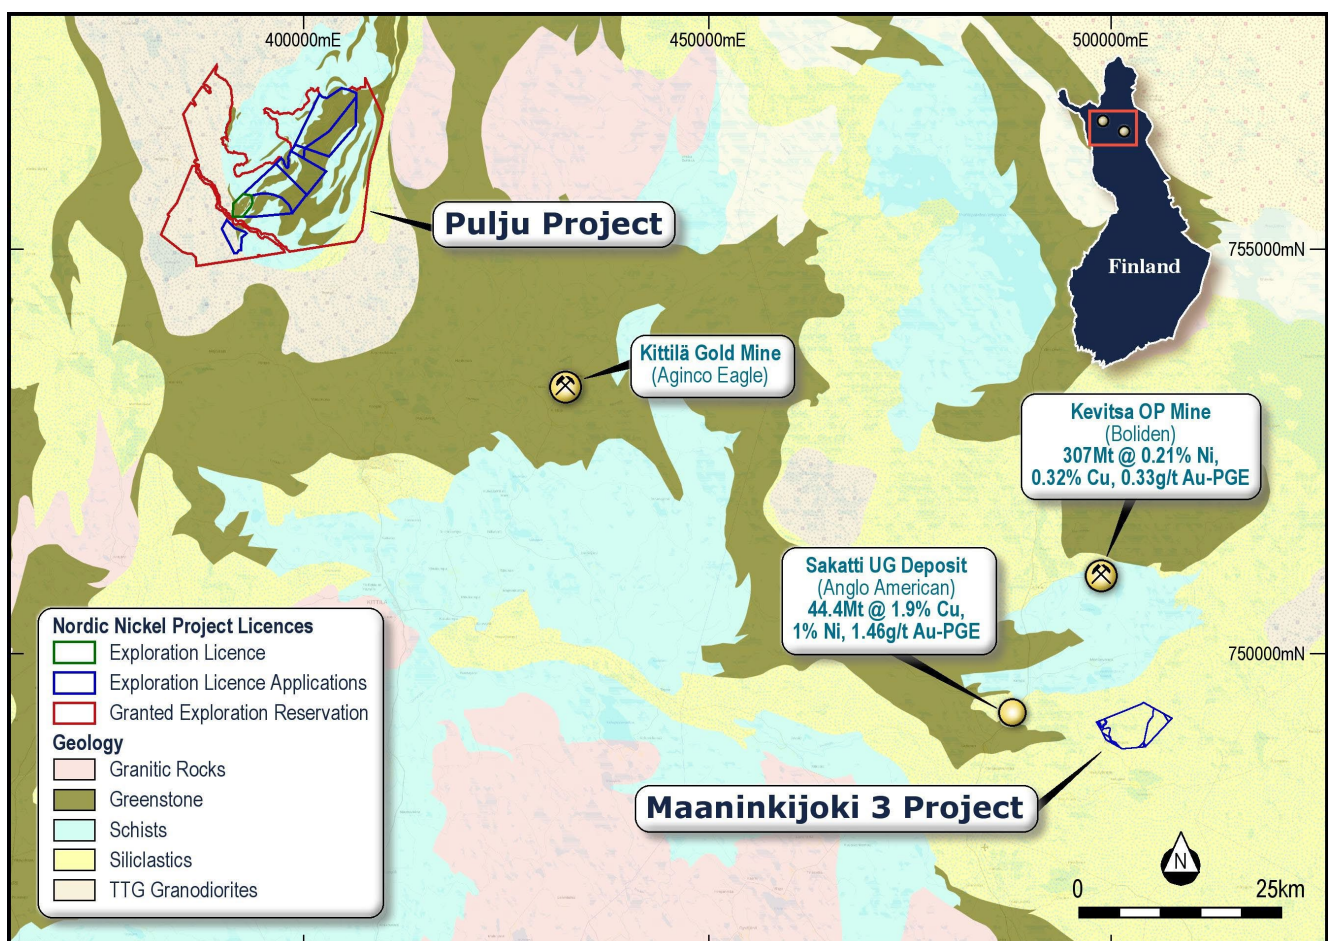 400000mE
450000mE
500000mE
Pulju Project
755000mN
Finland
Kittilä Gold Mine
(Aginco Eagle)
Kevitsa OP Mine
(Boliden)
307Mt @ 0.21% Ni,
0.32% Cu, 0.33g/t Au-PGE
Sakatti UG Deposit
(Anglo American)
44.4Mt @ 1.9% Cu,
1% Ni, 1.46g/t Au-PGE
750000mN
Maaninkijoki 3 Project
Nordic Nickel Project Licences
Exploration Licence
Exploration Licence Applications
Granted Exploration Reservation
Geology
Granitic Rocks
Greenstone
Schists
Siliclastics
TTG Granodiorites
KITTILÄ
N
0 25km